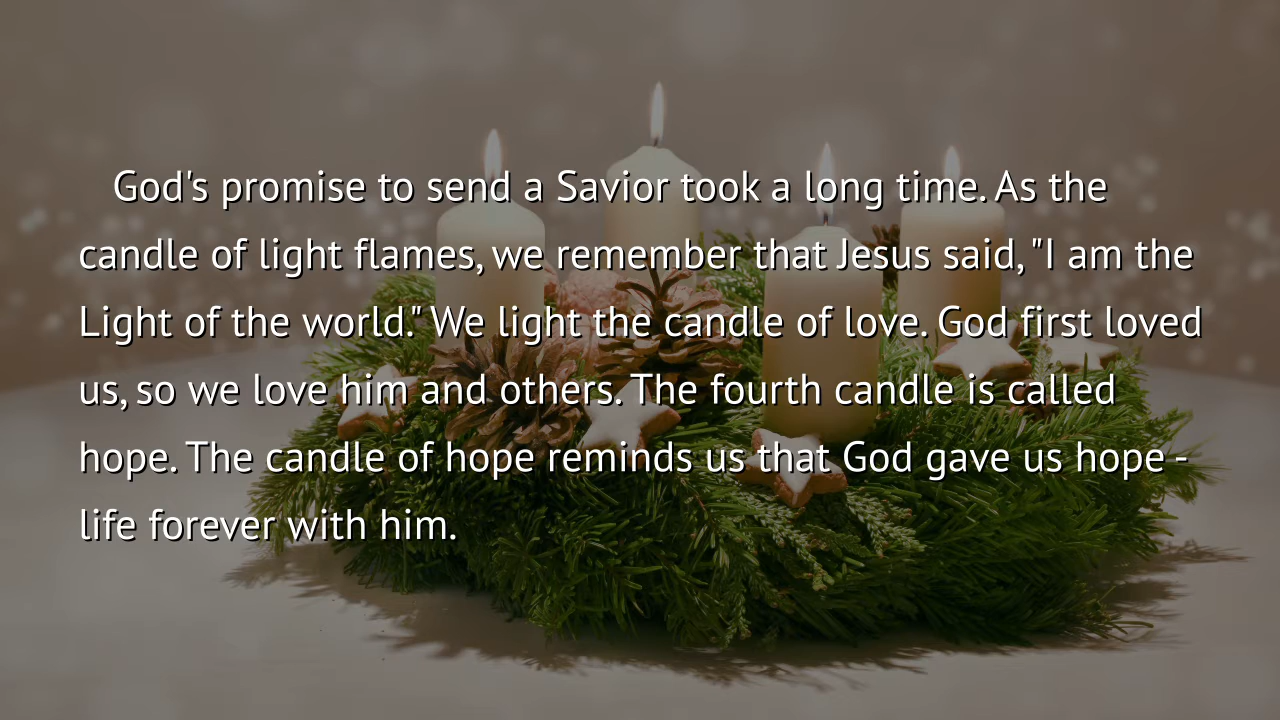 God's promise to send a Savior took a long time. As the
candle of light flames, we remember that Jesus said, "I am the
Light of the world." We light the candle of love. God first loved
us, so we love him and others. The fourth candle is called
hope. The candle of hope reminds us that God gave us hope -
life forever with him.